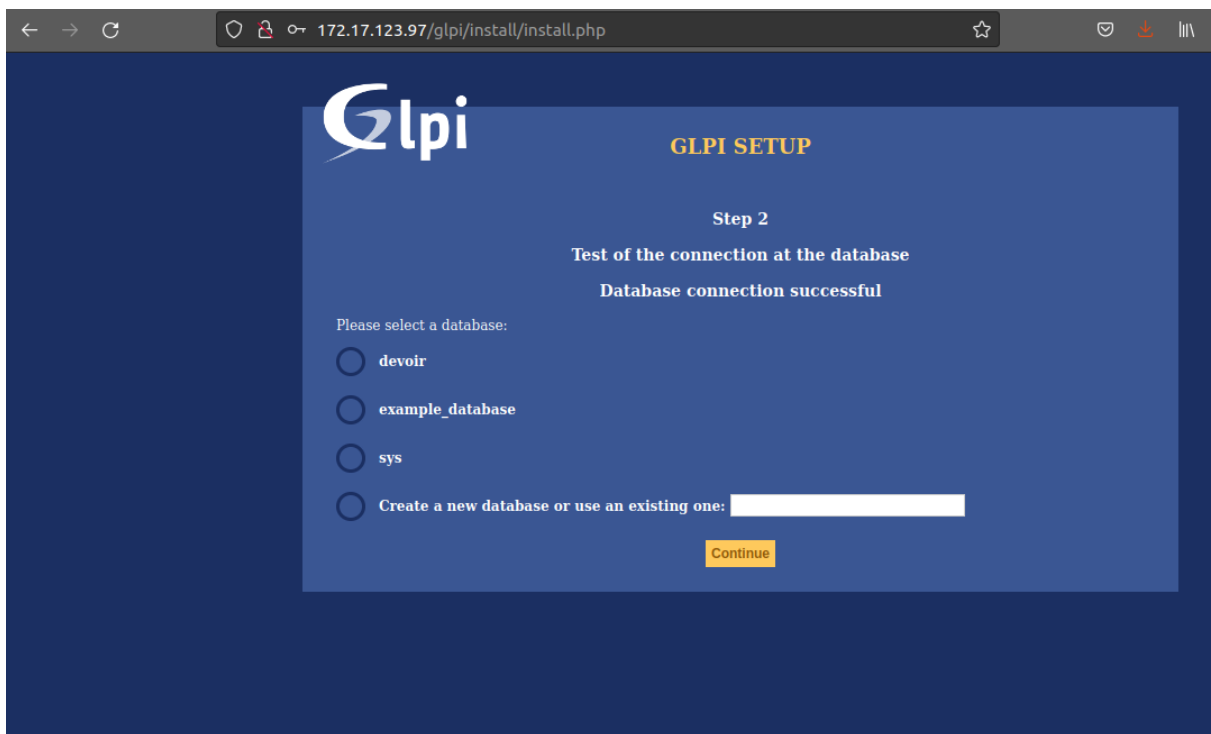 172.17.123.97/glpi/install/install.php
Glpi
GLPI SETUP
Step 2
Test of the connection at the database
Database connection successful
Please select a database:
devoir
example_database
sys
Create a new database or use an existing one:
Continue